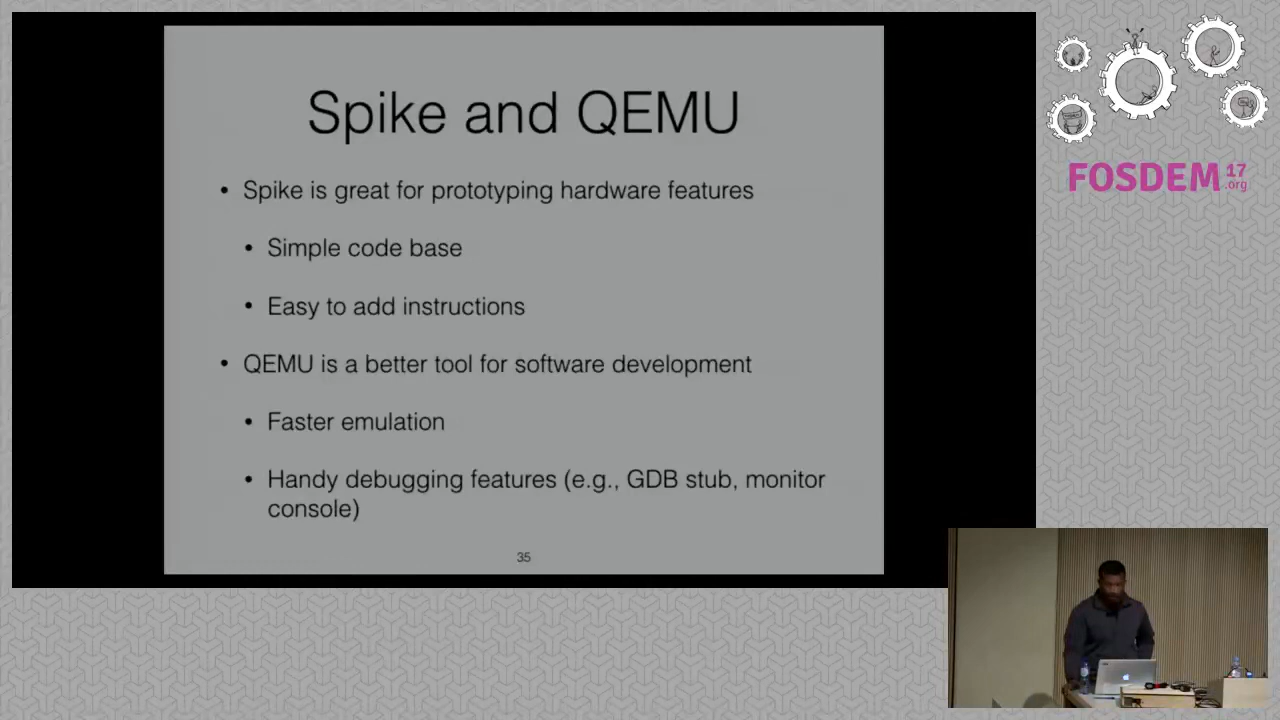 Spike and QEMU
• Spike is great for prototyping hardware features
• Simple code base
• Easy to add instructions
• QEMU is a better tool for software development
• Faster emulation
• Handy debugging features (e.g., GDB stub, monitor
console)
35
FOSDEM 17
.org